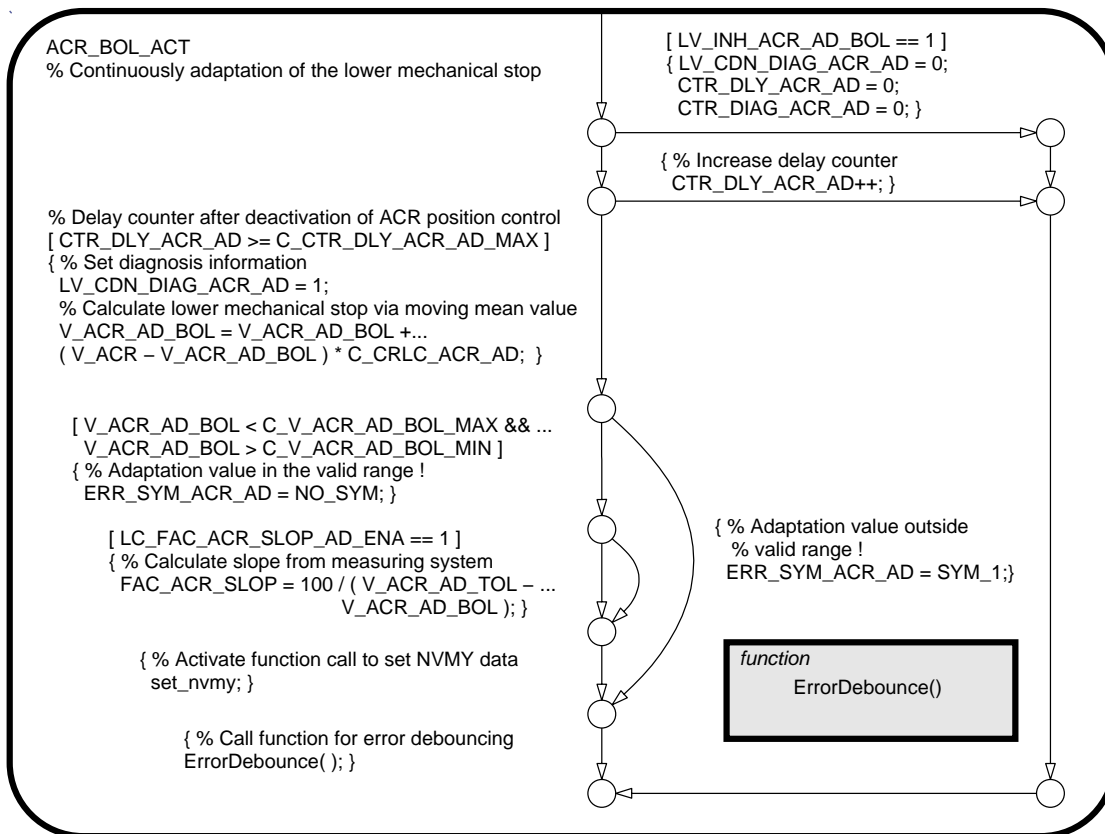 ACR_BOL_ACT
% Continuously adaptation of the lower mechanical stop
[ LV_INH_ACR_AD_BOL == 1 ]
{ LV_CDN_DIAG_ACR_AD = 0;
CTR_DLY_ACR_AD = 0;
CTR_DIAG_ACR_AD = 0; }
{ % Increase delay counter
CTR_DLY_ACR_AD++; }
% Delay counter after deactivation of ACR position control
[ CTR_DLY_ACR_AD >= C_CTR_DLY_ACR_AD_MAX ]
{ % Set diagnosis information
LV_CDN_DIAG_ACR_AD = 1;
% Calculate lower mechanical stop via moving mean value
V_ACR_AD_BOL = V_ACR_AD_BOL +...
( V_ACR − V_ACR_AD_BOL ) * C_CRLC_ACR_AD; }
[ V_ACR_AD_BOL < C_V_ACR_AD_BOL_MAX && ...
V_ACR_AD_BOL > C_V_ACR_AD_BOL_MIN ]
{ % Adaptation value in the valid range !
ERR_SYM_ACR_AD = NO_SYM; }
[ LC_FAC_ACR_SLOP_AD_ENA == 1 ]
{ % Calculate slope from measuring system
FAC_ACR_SLOP = 100 / ( V_ACR_AD_TOL − ...
V_ACR_AD_BOL ); }
{ % Adaptation value outside
% valid range !
ERR_SYM_ACR_AD = SYM_1;}
{ % Activate function call to set NVMY data
set_nvmy; }
function
ErrorDebounce()
{ % Call function for error debouncing
ErrorDebounce( ); }